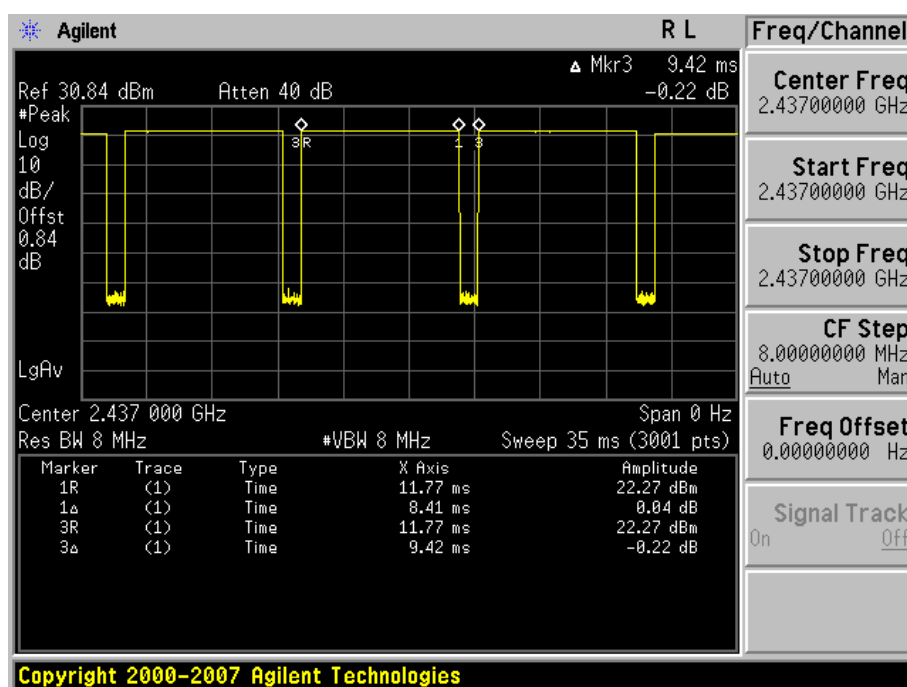 Agilent R L
Δ Mkr3 9.42 ms
Ref 30.84 dBm Atten 40 dB -0.22 dB
#Peak
Log
10
dB/
Offst
0.84
dB
LgAv
3R 1 3
Center 2.437 000 GHz Span 0 Hz
Res BW 8 MHz #VBW 8 MHz Sweep 35 ms (3001 pts)
Marker Trace Type X Axis Amplitude
1R (1) Time 11.77 ms 22.27 dBm
1Δ (1) Time 8.41 ms 0.04 dB
3R (1) Time 11.77 ms 22.27 dBm
3Δ (1) Time 9.42 ms -0.22 dB
Freq/Channel
Center Freq
2.43700000 GHz
Start Freq
2.43700000 GHz
Stop Freq
2.43700000 GHz
CF Step
8.00000000 MHz
Auto Man
Freq Offset
0.00000000 Hz
Signal Track
On Off
Copyright 2000-2007 Agilent Technologies